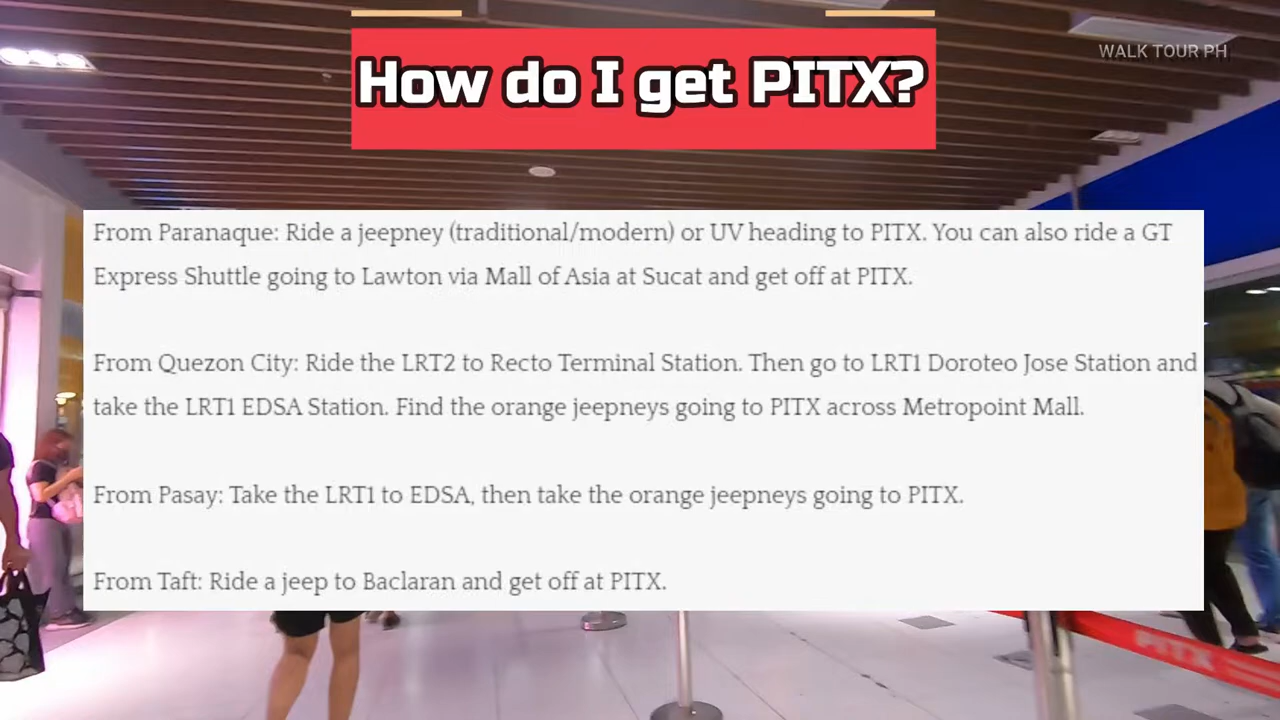 WALK TOUR PH
How do I get PITX?
From Paranaque: Ride a jeepney (traditional/modern) or UV heading to PITX. You can also ride a GT
Express Shuttle going to Lawton via Mall of Asia at Sucat and get off at PITX.
From Quezon City: Ride the LRT2 to Recto Terminal Station. Then go to LRT1 Doroteo Jose Station and
take the LRT1 EDSA Station. Find the orange jeepneys going to PITX across Metropoint Mall.
From Pasay: Take the LRT1 to EDSA, then take the orange jeepneys going to PITX.
From Taft: Ride a jeep to Baclaran and get off at PITX.
PITX